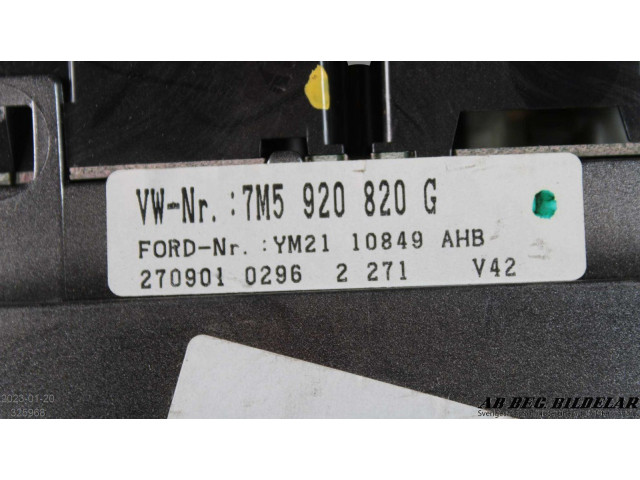 VW-Nr.:7M5 920 820 G
FORD-Nr.:YM21 10849 AHB
270901 0296 2 271 V42
2023-01-20
325968
AB BEG. BILDELAR